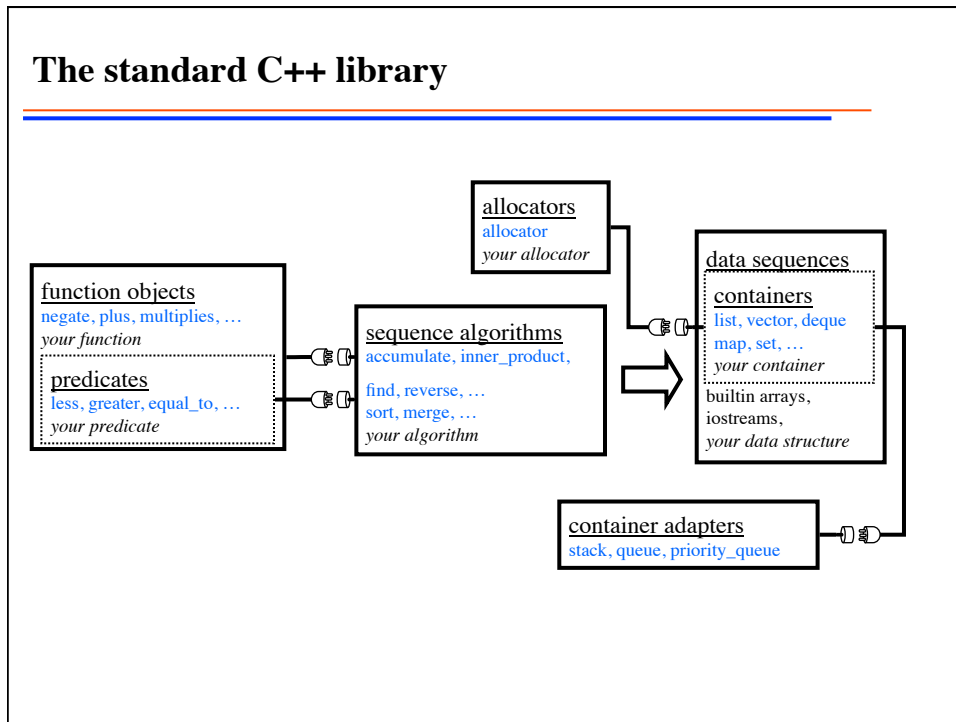 The standard C++ library
allocators
allocator
your allocator
data sequences
containers
list, vector, deque
map, set, …
your container
builtin arrays,
iostreams,
your data structure
function objects
negate, plus, multiplies, …
your function
predicates
less, greater, equal_to, …
your predicate
sequence algorithms
accumulate, inner_product,
find, reverse, …
sort, merge, …
your algorithm
container adapters
stack, queue, priority_queue